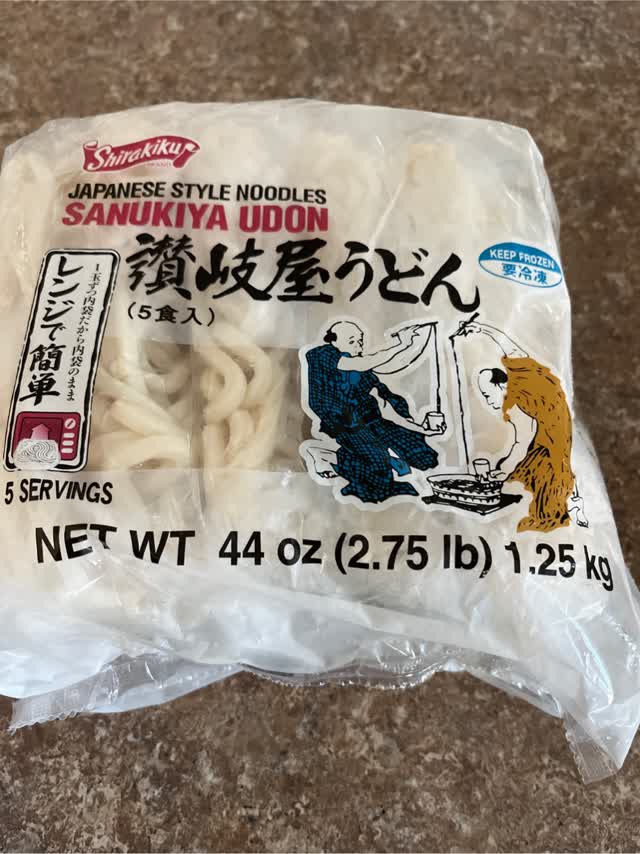 Shirakiku
BRAND
JAPANESE STYLE NOODLES
SANUKIYA UDON
讃岐屋うどん
(5食入)
KEEP FROZEN
要冷凍
1玉ずつ内袋だから内袋のまま
レンジで簡単
5 SERVINGS
NET WT 44 oz (2.75 lb) 1.25 kg